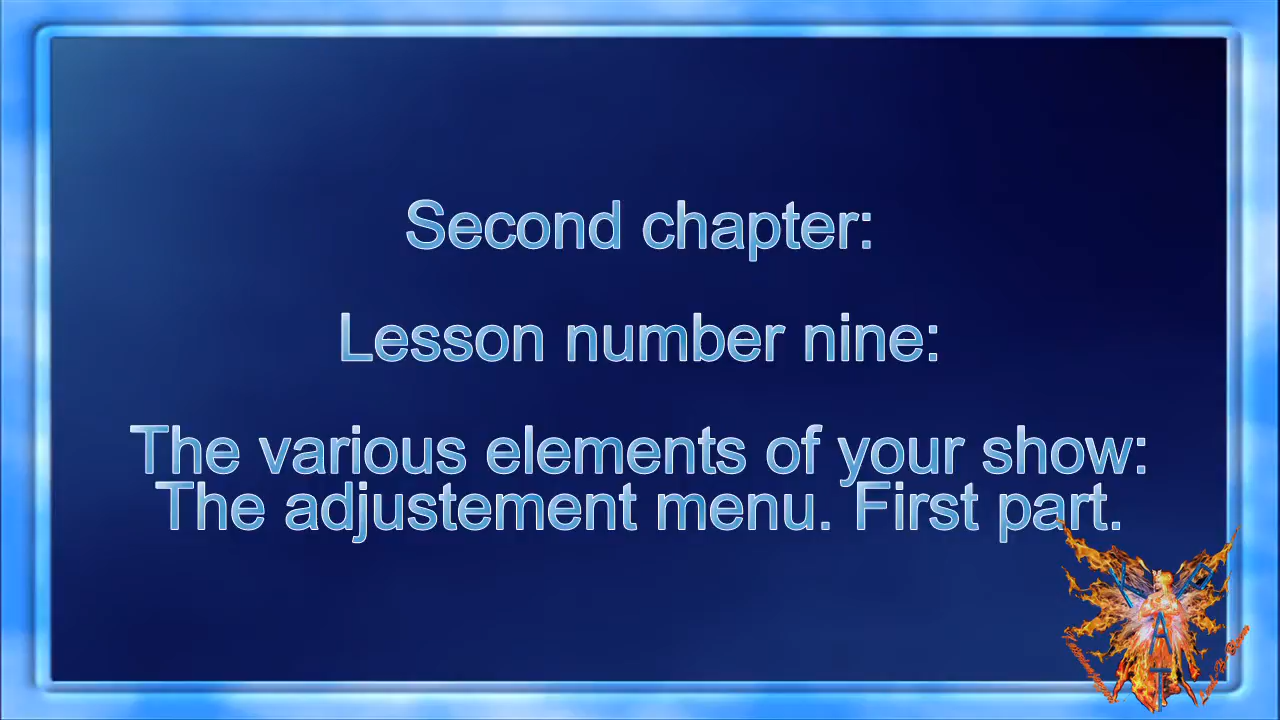 Second chapter:
Lesson number nine:
The various elements of your show:
The adjustement menu. First part.